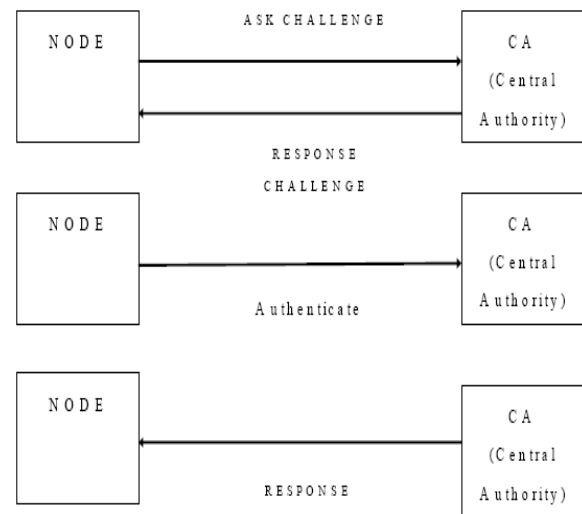 ASK CHALLENGE
NODE
CA
(Central
Authority)
RESPONSE
CHALLENGE
NODE
CA
(Central
Authority)
Authenticate
NODE
CA
(Central
Authority)
RESPONSE